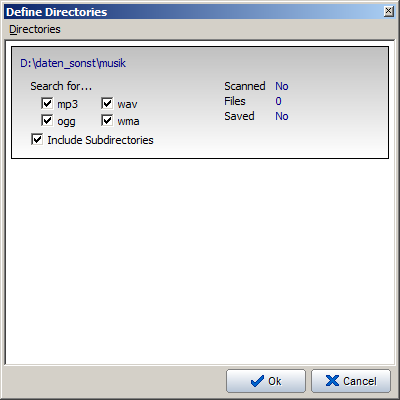 Define Directories
Directories
D:\daten_sonst\musik
Search for...
Scanned No
mp3 wav
Files 0
ogg wma
Saved No
Include Subdirectories
Ok Cancel